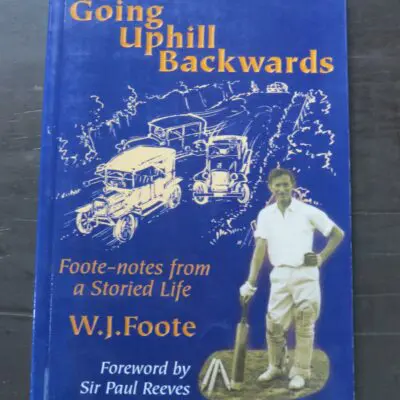 Going
Uphill
Backwards
Foote-notes from
a Storied Life
W.J.Foote
Foreword by
Sir Paul Reeves